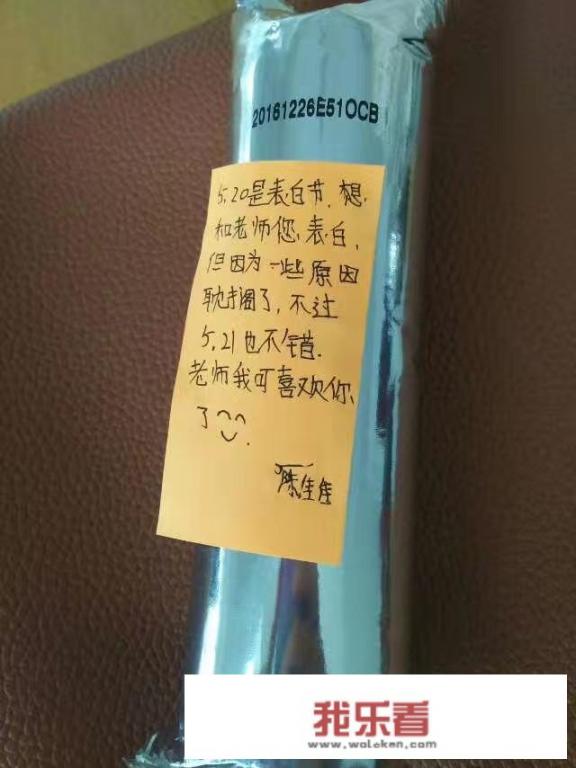 20161226E510CB
5.20是表白节.想,
和老师您,表白,
但因为一些原因
耽搁了,不过
5.21也不错.
老师我可喜欢你
了
陈佳佳
我乐看
www.waleken.com